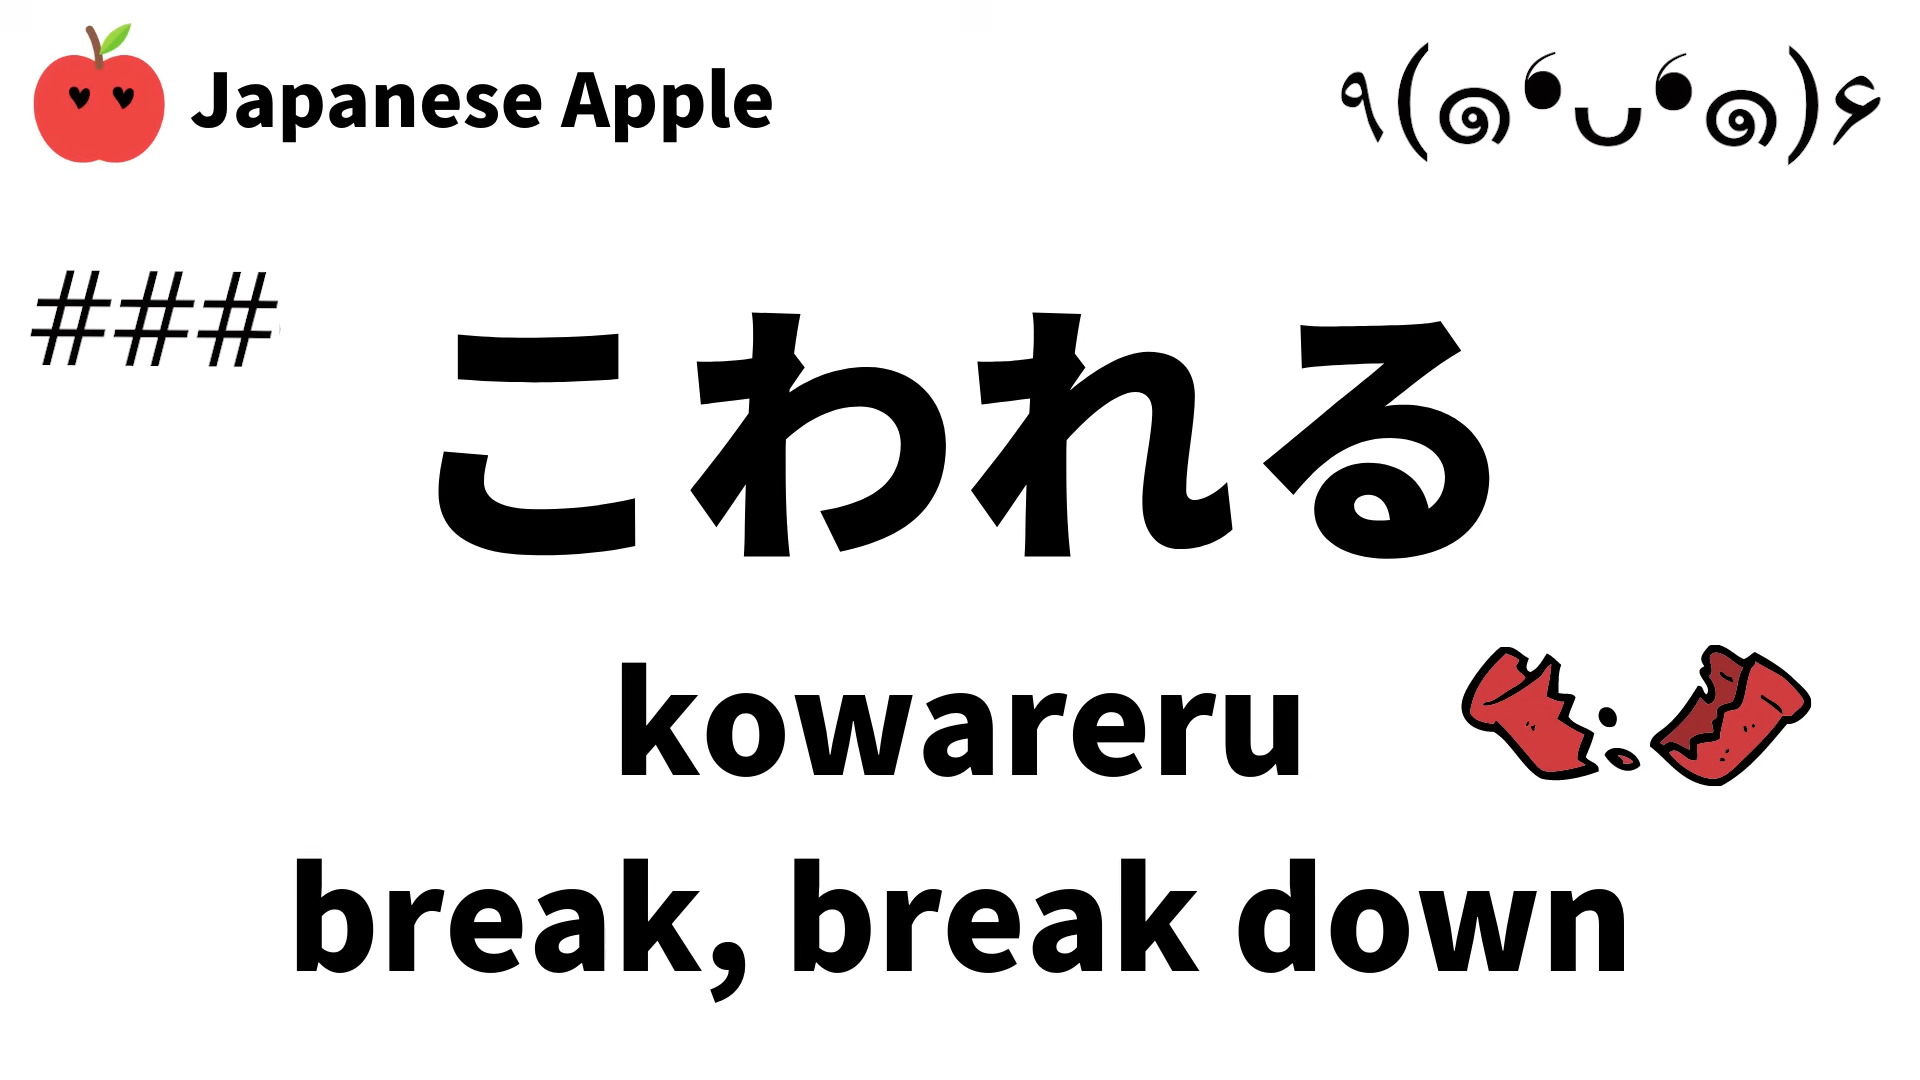 Japanese Apple
٩(๑❛ᴗ❛๑)۶
###
こわれる
kowareru
break, break down